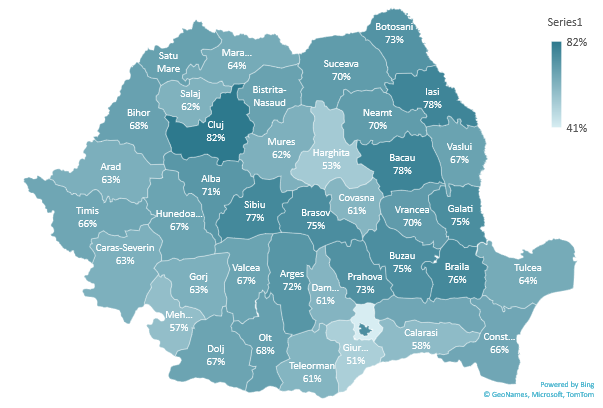 Series1
82%
41%
Botosani
73%
Satu
Mare
Mara...
64%
Suceava
70%
Iasi
78%
Salaj
62%
Bistrita-
Nasaud
Bihor
68%
Cluj
82%
Neamt
70%
Mures
62%
Harghita
53%
Bacau
78%
Vaslui
67%
Arad
63%
Alba
71%
Covasna
61%
Sibiu
77%
Brasov
75%
Vrancea
70%
Galati
75%
Timis
66%
Hunedoa...
67%
Caras-Severin
63%
Gorj
63%
Valcea
67%
Arges
72%
Dam...
61%
Prahova
73%
Buzau
75%
Braila
76%
Tulcea
64%
Meh...
57%
Dolj
67%
Olt
68%
Teleorman
61%
Giur...
51%
Calarasi
58%
Const...
66%
Powered by Bing
© GeoNames, Microsoft, TomTom